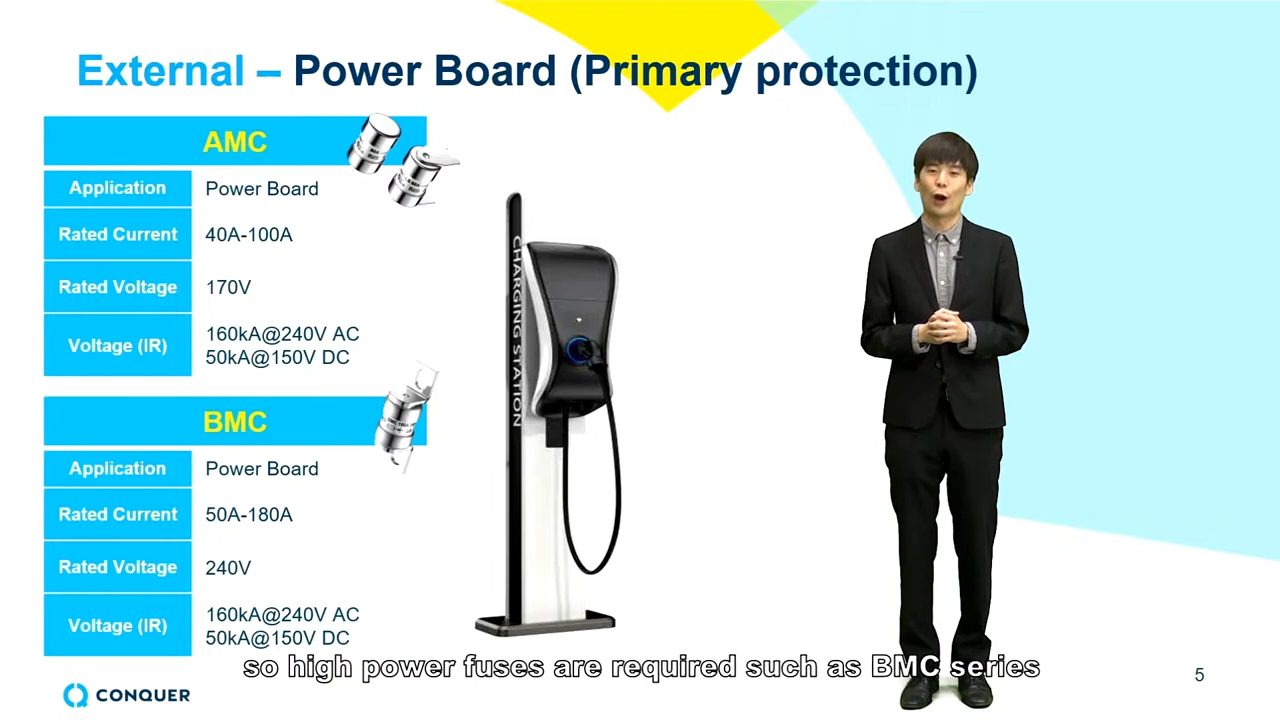 External – Power Board (Primary protection)
AMC
Application
Power Board
Rated Current
40A-100A
Rated Voltage
170V
Voltage (IR)
160kA@240V AC
50kA@150V DC
BMC
Application
Power Board
Rated Current
50A-180A
Rated Voltage
240V
Voltage (IR)
160kA@240V AC
50kA@150V DC
CHARGING STATION
so high power fuses are required such as BMC series
CONQUER
5